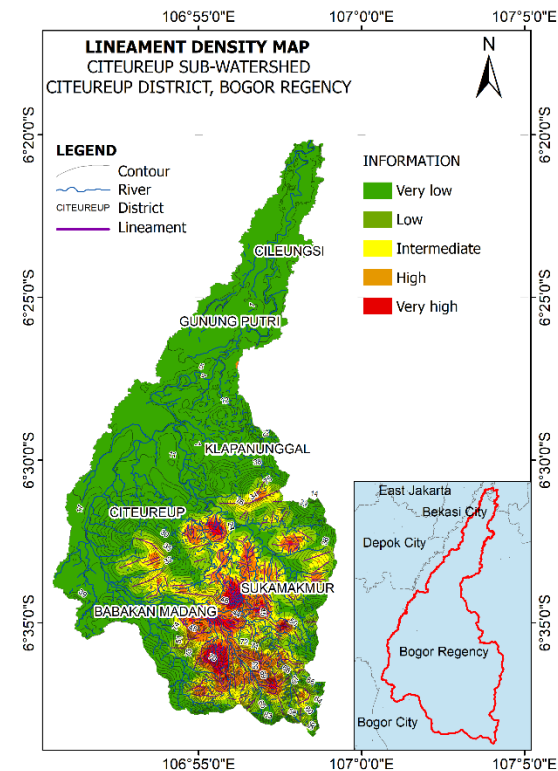 106°55'0"E
107°0'0"E
107°5'0"E
LINEAMENT DENSITY MAP
CITEUREUP SUB-WATERSHED
CITEUREUP DISTRICT, BOGOR REGENCY
N
6°20'0"S
6°20'0"S
LEGEND
Contour
River
CITEUREUP District
Lineament
INFORMATION
Very low
Low
Intermediate
High
Very high
CILEUNGSI
6°25'0"S
6°25'0"S
GUNUNG PUTRI
KLAPANUNGGAL
6°30'0"S
6°30'0"S
CITEUREUP
SUKAMAKMUR
BABAKAN MADANG
6°35'0"S
6°35'0"S
East Jakarta
Bekasi City
Depok City
Bogor Regency
Bogor City
106°55'0"E
107°0'0"E
107°5'0"E